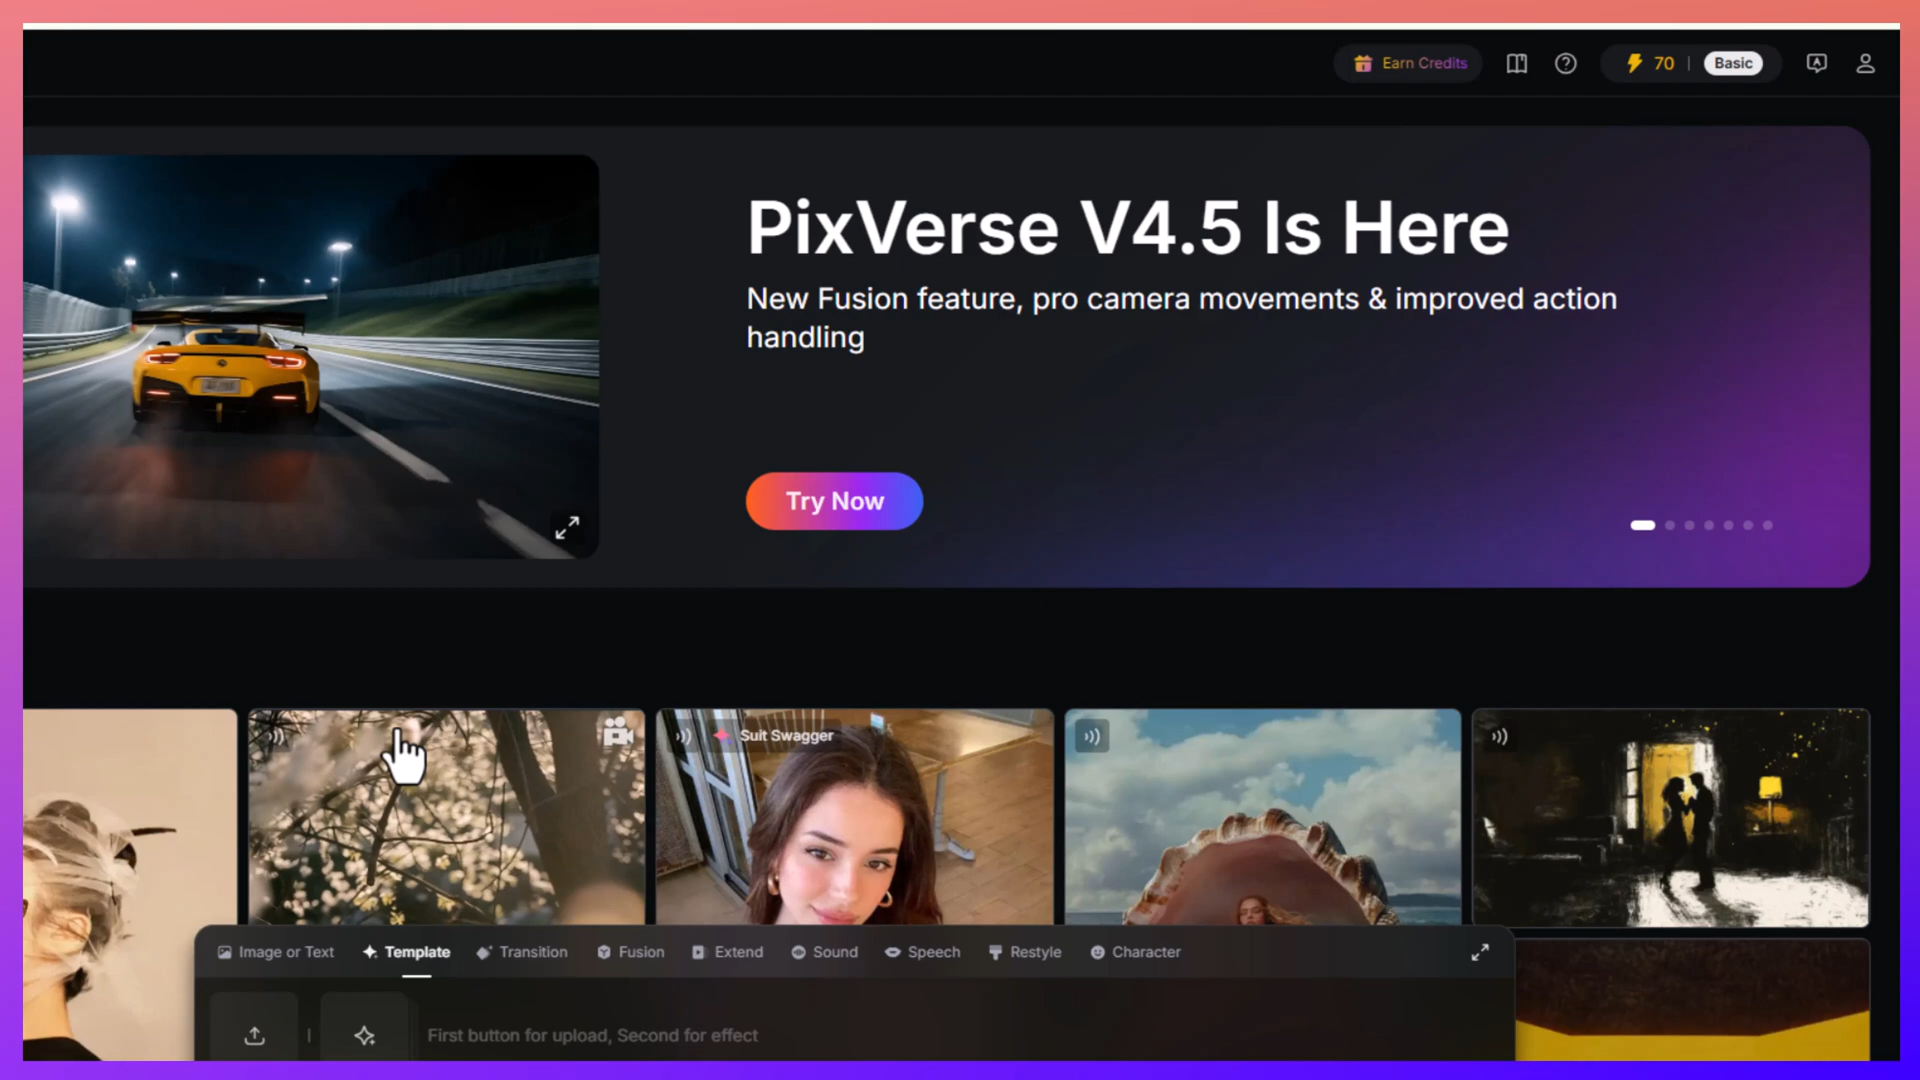 Earn Credits
70
Basic
PixVerse V4.5 Is Here
New Fusion feature, pro camera movements & improved action
handling
Try Now
Suit Swagger
Image or Text
Template
Transition
Fusion
Extend
Sound
Speech
Restyle
Character
First button for upload, Second for effect